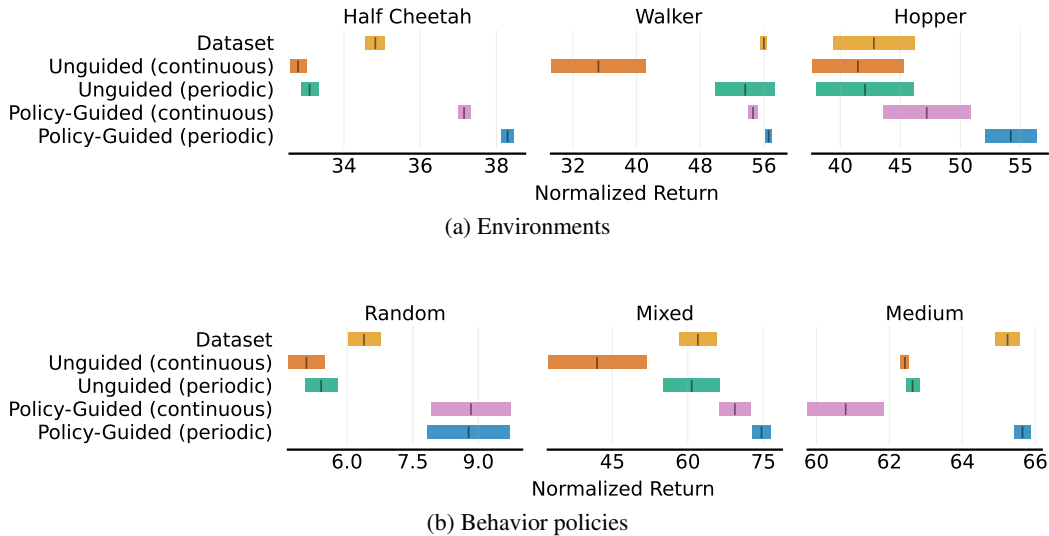 Half Cheetah Walker Hopper
Dataset
Unguided (continuous)
Unguided (periodic)
Policy-Guided (continuous)
Policy-Guided (periodic)
34 36 38 32 40 48 56 40 45 50 55
Normalized Return
(a) Environments
Random Mixed Medium
Dataset
Unguided (continuous)
Unguided (periodic)
Policy-Guided (continuous)
Policy-Guided (periodic)
6.0 7.5 9.0 45 60 75 60 62 64 66
Normalized Return
(b) Behavior policies